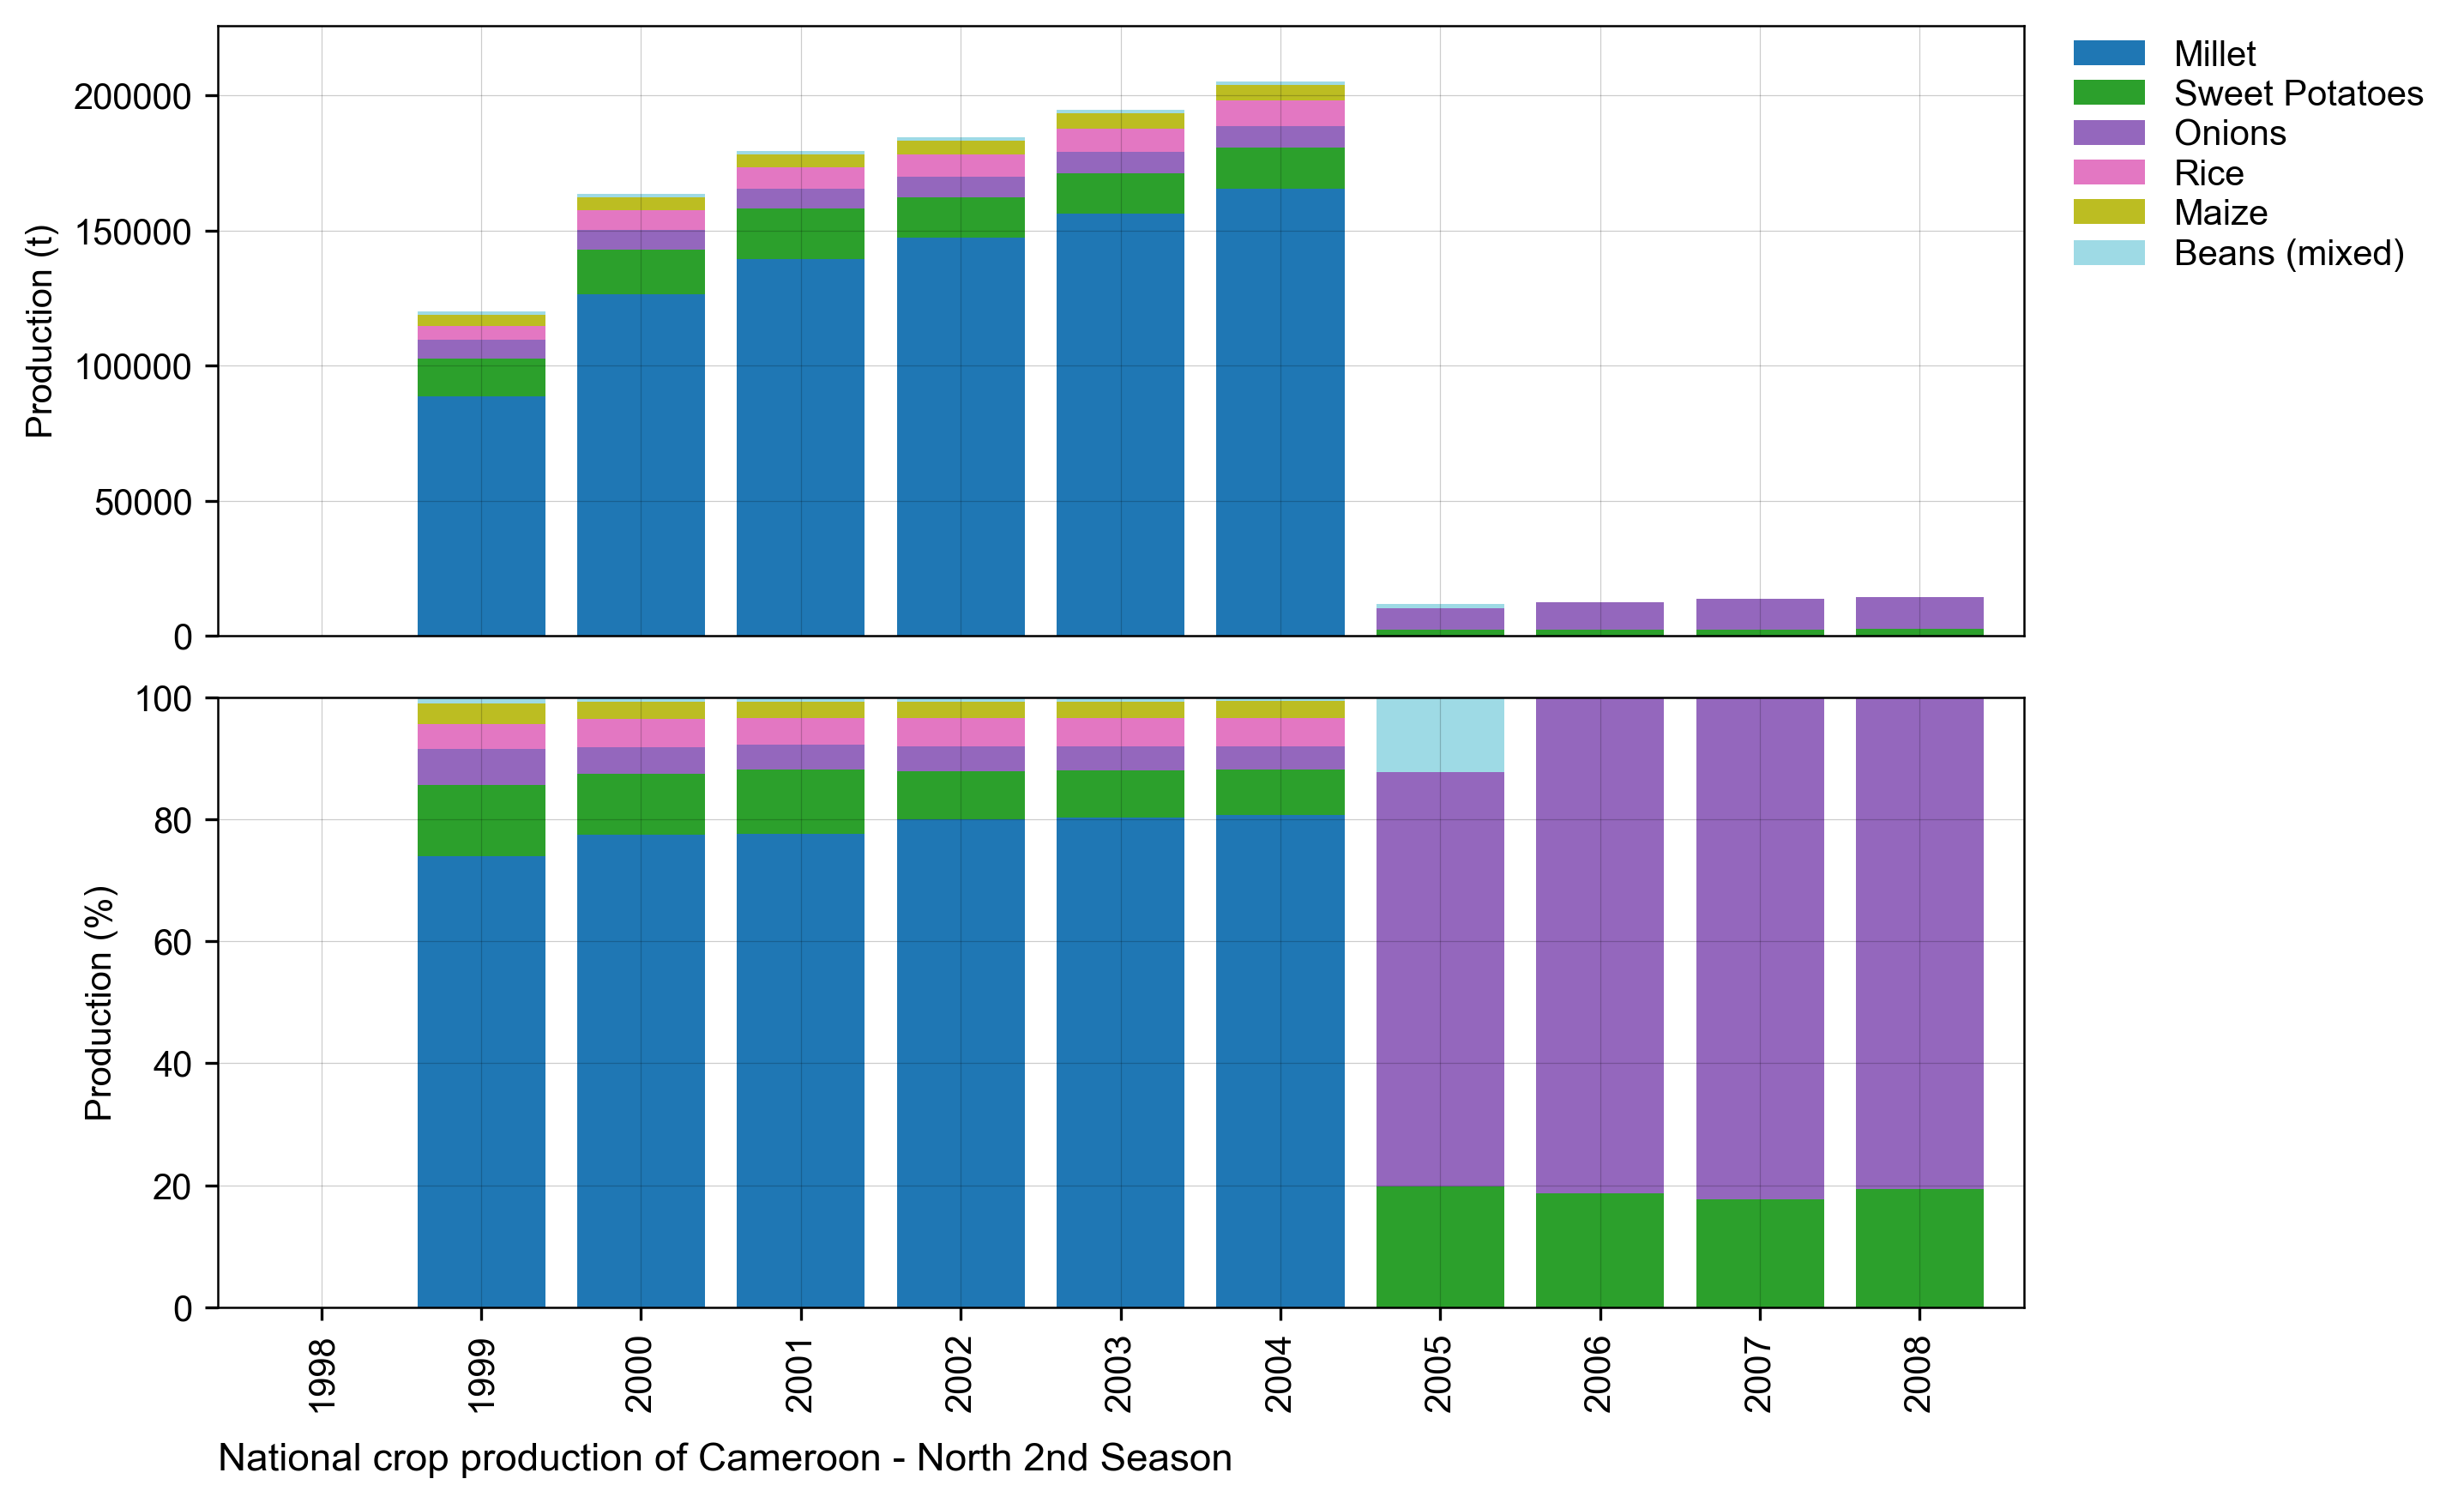 Production (t)
200000
150000
100000
50000
0
Millet
Sweet Potatoes
Onions
Rice
Maize
Beans (mixed)
Production (%)
100
80
60
40
20
0
1998
1999
2000
2001
2002
2003
2004
2005
2006
2007
2008
National crop production of Cameroon - North 2nd Season